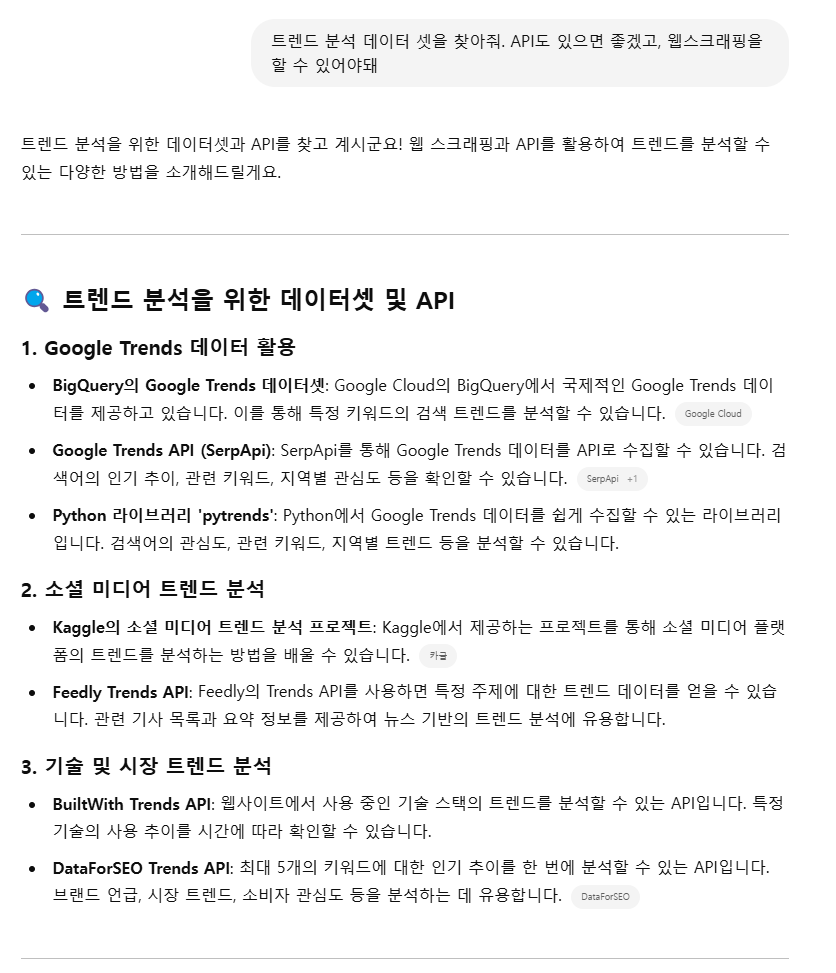 트렌드 분석 데이터 셋을 찾아줘. API도 있으면 좋겠고, 웹스크래핑을
할 수 있어야돼
트렌드 분석을 위한 데이터셋과 API를 찾고 계시군요! 웹 스크래핑과 API를 활용하여 트렌드를 분석할 수
있는 다양한 방법을 소개해드릴게요.
🔍 트렌드 분석을 위한 데이터셋 및 API
1. Google Trends 데이터 활용
• BigQuery의 Google Trends 데이터셋: Google Cloud의 BigQuery에서 국제적인 Google Trends 데이
터를 제공하고 있습니다. 이를 통해 특정 키워드의 검색 트렌드를 분석할 수 있습니다. Google Cloud
• Google Trends API (SerpApi): SerpApi를 통해 Google Trends 데이터를 API로 수집할 수 있습니다. 검
색어의 인기 추이, 관련 키워드, 지역별 관심도 등을 확인할 수 있습니다. SerpApi +1
• Python 라이브러리 'pytrends': Python에서 Google Trends 데이터를 쉽게 수집할 수 있는 라이브러리
입니다. 검색어의 관심도, 관련 키워드, 지역별 트렌드 등을 분석할 수 있습니다.
2. 소셜 미디어 트렌드 분석
• Kaggle의 소셜 미디어 트렌드 분석 프로젝트: Kaggle에서 제공하는 프로젝트를 통해 소셜 미디어 플랫
폼의 트렌드를 분석하는 방법을 배울 수 있습니다. 카글
• Feedly Trends API: Feedly의 Trends API를 사용하면 특정 주제에 대한 트렌드 데이터를 얻을 수 있습
니다. 관련 기사 목록과 요약 정보를 제공하여 뉴스 기반의 트렌드 분석에 유용합니다.
3. 기술 및 시장 트렌드 분석
• BuiltWith Trends API: 웹사이트에서 사용 중인 기술 스택의 트렌드를 분석할 수 있는 API입니다. 특정
기술의 사용 추이를 시간에 따라 확인할 수 있습니다.
• DataForSEO Trends API: 최대 5개의 키워드에 대한 인기 추이를 한 번에 분석할 수 있는 API입니다.
브랜드 언급, 시장 트렌드, 소비자 관심도 등을 분석하는 데 유용합니다. DataForSEO